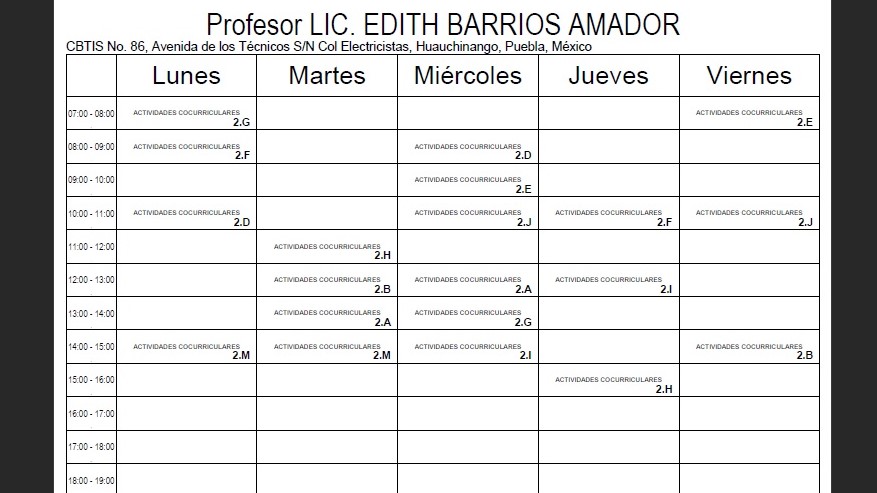 Profesor LIC. EDITH BARRIOS AMADOR
CBTIS No. 86, Avenida de los Técnicos S/N Col Electricistas, Huauchinango, Puebla, México
Lunes Martes Miércoles Jueves Viernes
07:00 - 08:00 ACTIVIDADES COCURRICULARES ACTIVIDADES COCURRICULARES
2.G 2.E
08:00 - 09:00 ACTIVIDADES COCURRICULARES ACTIVIDADES COCURRICULARES
2.F 2.D
09:00 - 10:00 ACTIVIDADES COCURRICULARES
2.E
10:00 - 11:00 ACTIVIDADES COCURRICULARES ACTIVIDADES COCURRICULARES ACTIVIDADES COCURRICULARES ACTIVIDADES COCURRICULARES
2.D 2.J 2.F 2.J
11:00 - 12:00 ACTIVIDADES COCURRICULARES
2.H
12:00 - 13:00 ACTIVIDADES COCURRICULARES ACTIVIDADES COCURRICULARES ACTIVIDADES COCURRICULARES
2.B 2.A 2.I
13:00 - 14:00 ACTIVIDADES COCURRICULARES ACTIVIDADES COCURRICULARES
2.A 2.G
14:00 - 15:00 ACTIVIDADES COCURRICULARES ACTIVIDADES COCURRICULARES ACTIVIDADES COCURRICULARES ACTIVIDADES COCURRICULARES
2.M 2.M 2.I 2.B
15:00 - 16:00 ACTIVIDADES COCURRICULARES
2.H
16:00 - 17:00
17:00 - 18:00
18:00 - 19:00